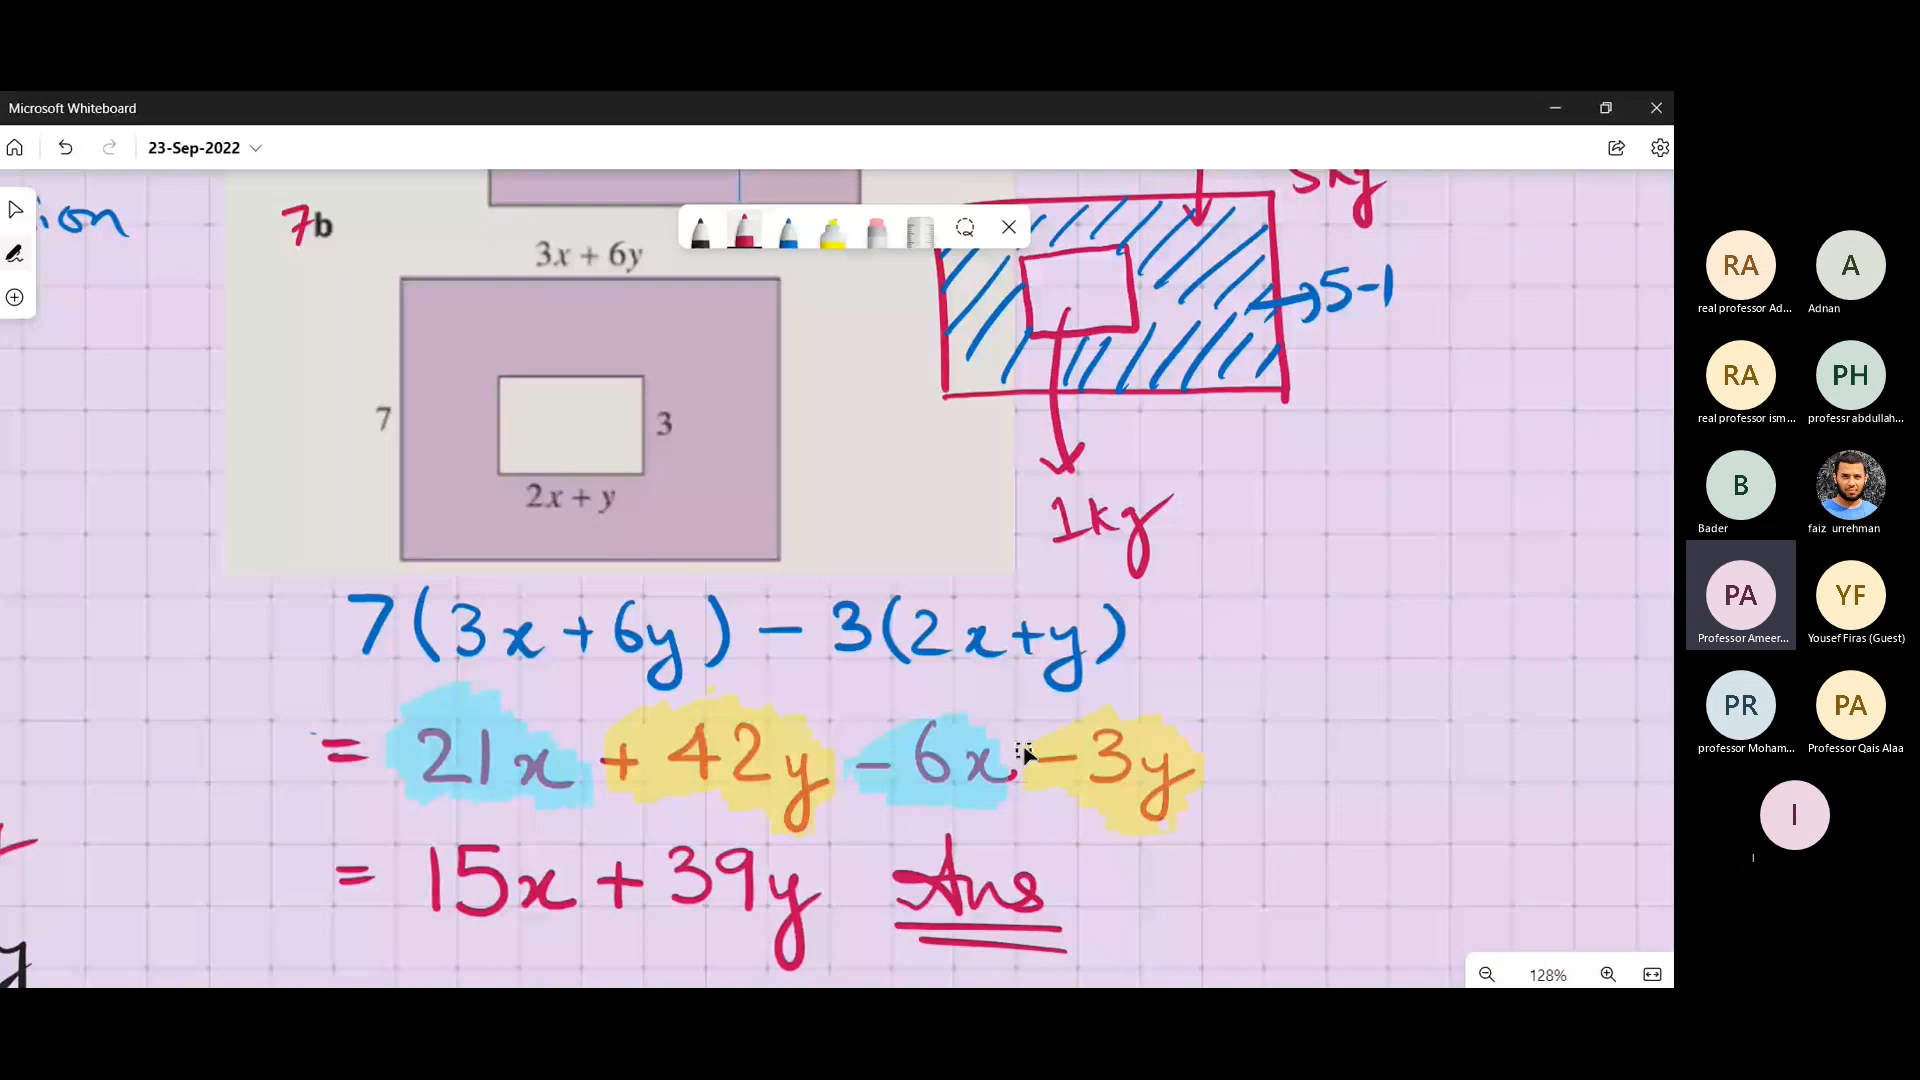 Microsoft Whiteboard
23-Sep-2022
ion
7b
3x + 6y
7
3
2x + y
5kg
5-1
1kg
7(3x+6y) - 3(2x+y)
= 21x + 42y - 6x - 3y
= 15x + 39y Ans
y
128%
RA
real professor Ad...
A
Adnan
RA
real professor ism...
PH
professr abdullah...
B
Bader
faiz urrehman
PA
Professor Ameer...
YF
Yousef Firas (Guest)
PR
professor Moham...
PA
Professor Qais Alaa
I
I